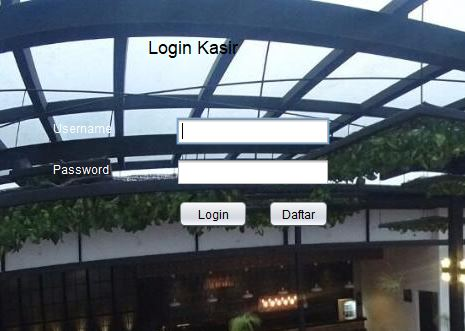 Login Kasir
Username
Password
Login Daftar